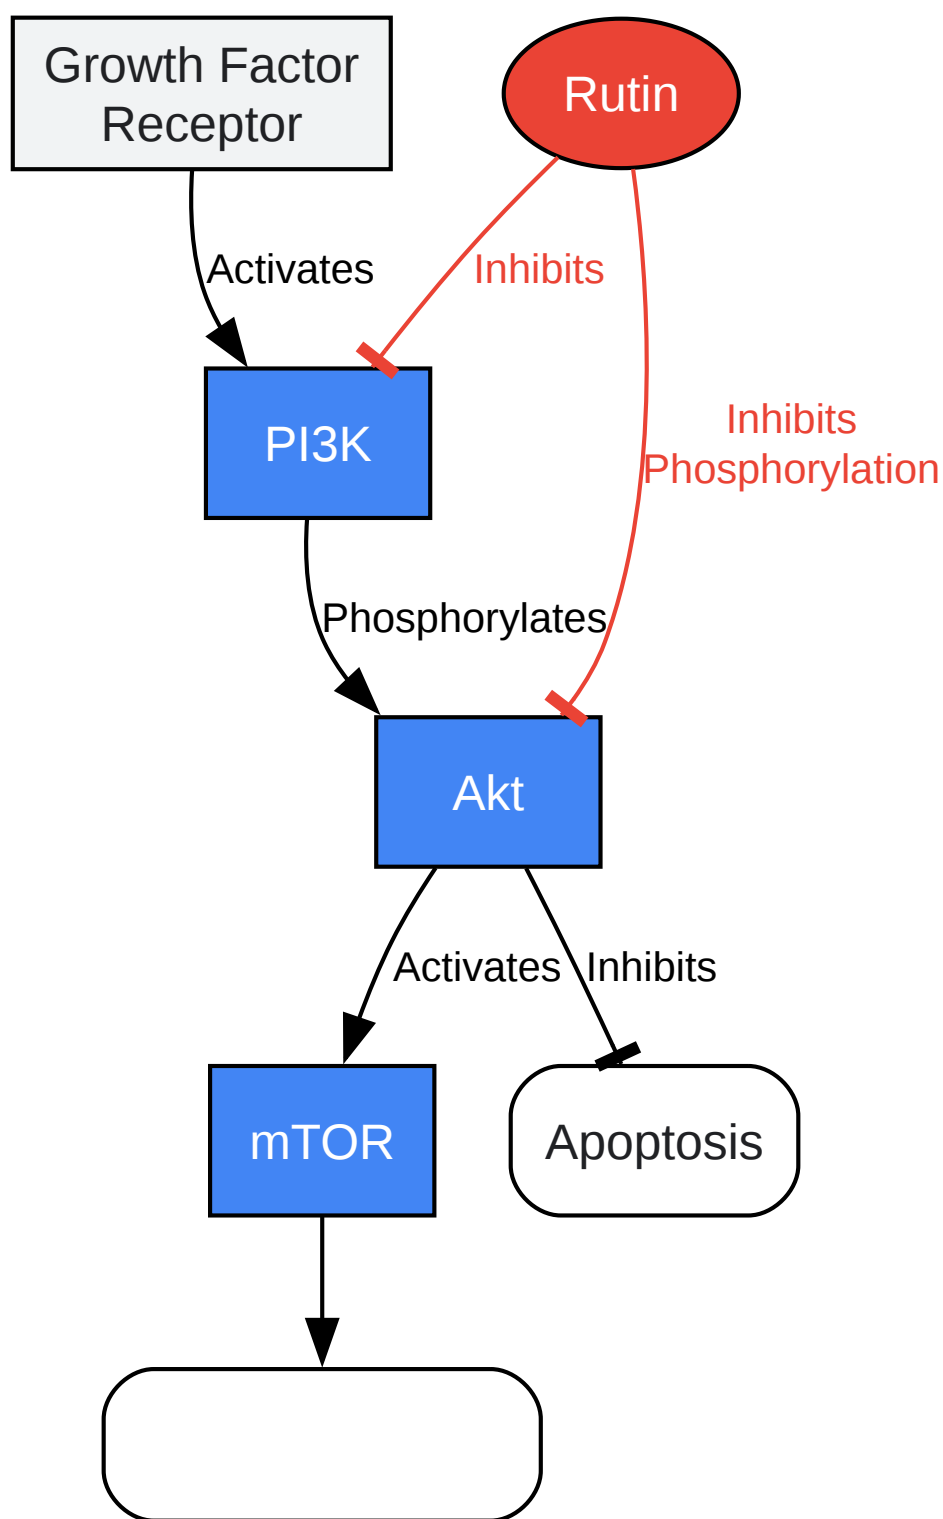 Growth Factor
Receptor
Rutin
Activates
Inhibits
PI3K
Inhibits
Phosphorylation
Phosphorylates
Akt
Activates
Inhibits
mTOR
Apoptosis